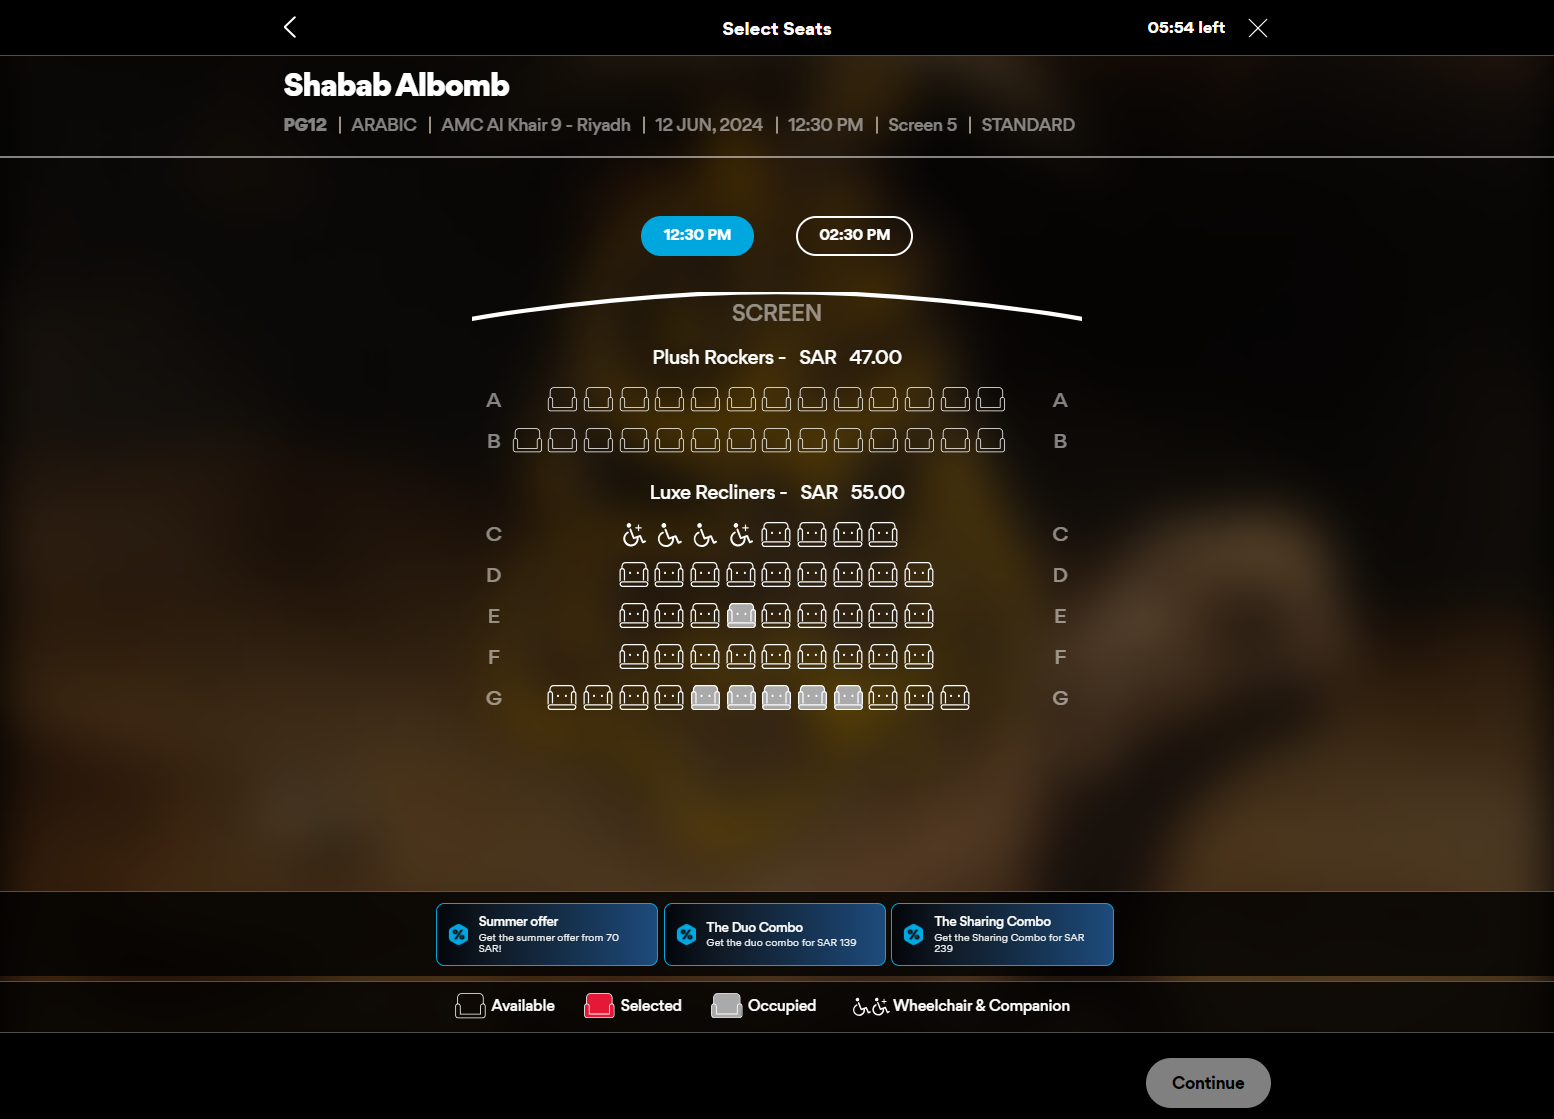 Select Seats
05:54 left
Shabab Albomb
PG12 | ARABIC | AMC Al Khair 9 - Riyadh | 12 JUN, 2024 | 12:30 PM | Screen 5 | STANDARD
12:30 PM
02:30 PM
SCREEN
Plush Rockers - SAR 47.00
A A
B B
Luxe Recliners - SAR 55.00
C C
D D
E E
F F
G G
Summer offer
Get the summer offer from 70
SAR!
The Duo Combo
Get the duo combo for SAR 139
The Sharing Combo
Get the Sharing Combo for SAR
239
Available
Selected
Occupied
Wheelchair & Companion
Continue